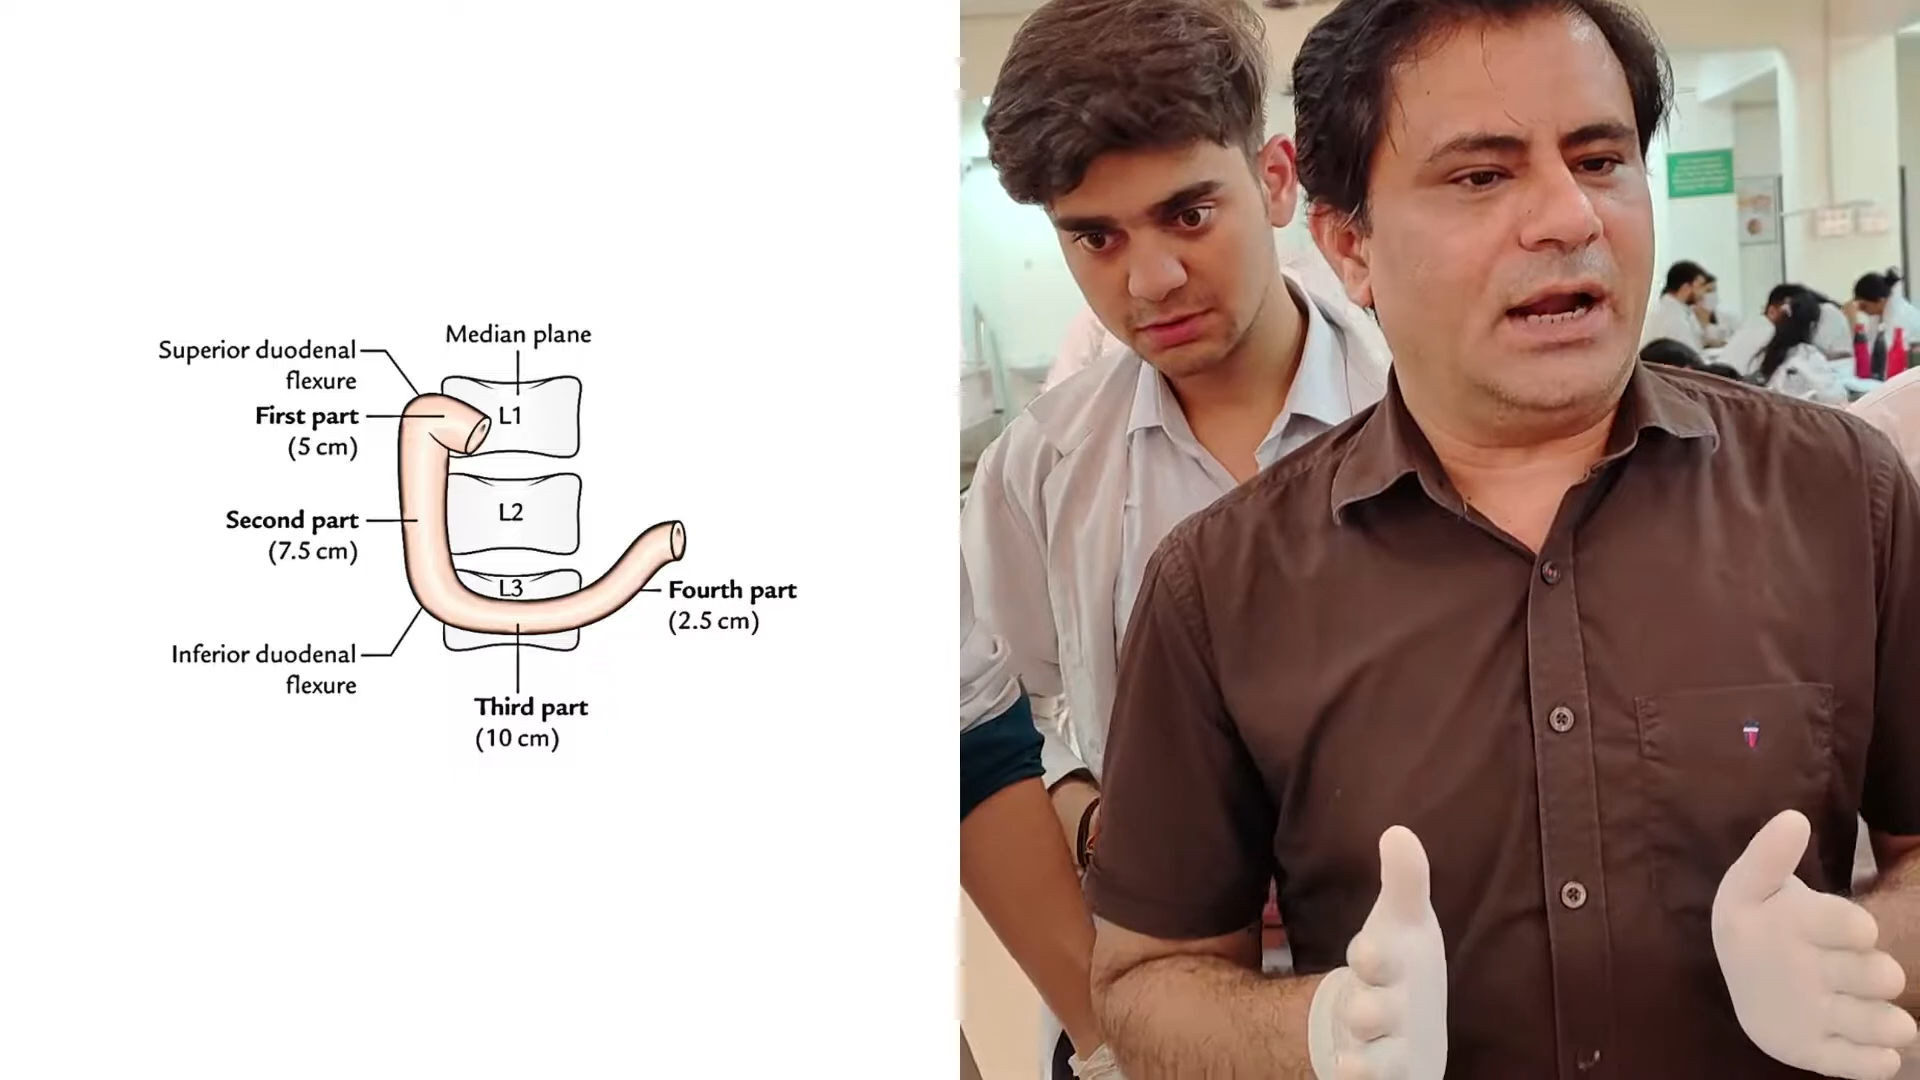 Median plane
Superior duodenal
flexure
L1
First part
(5 cm)
L2
Second part
(7.5 cm)
L3
Fourth part
(2.5 cm)
Inferior duodenal
flexure
Third part
(10 cm)